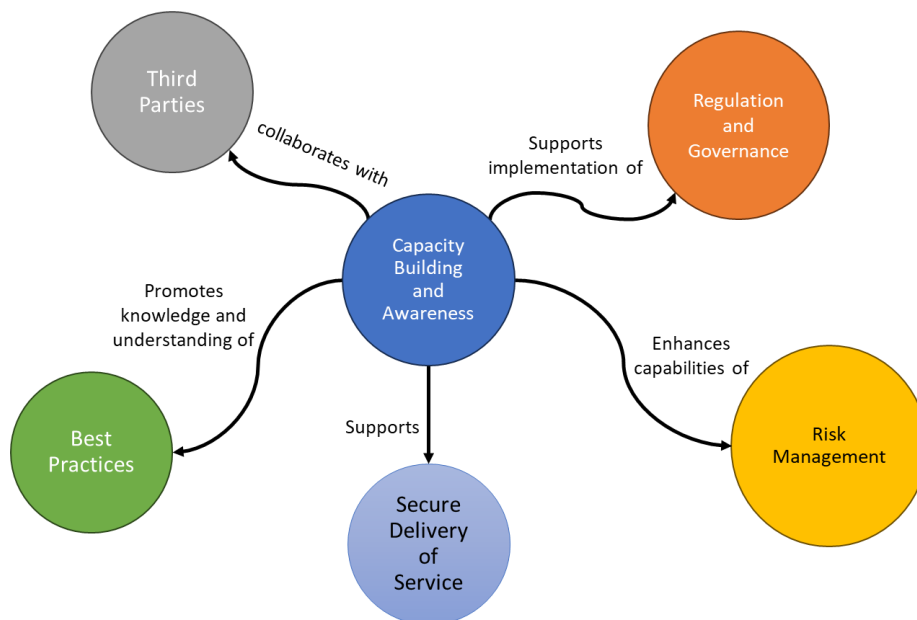 Third
Parties
collaborates with
Supports
implementation of
Regulation
and
Governance
Capacity
Building
and
Awareness
Promotes
knowledge and
understanding of
Enhances
capabilities of
Best
Practices
Supports
Risk
Management
Secure
Delivery
of
Service